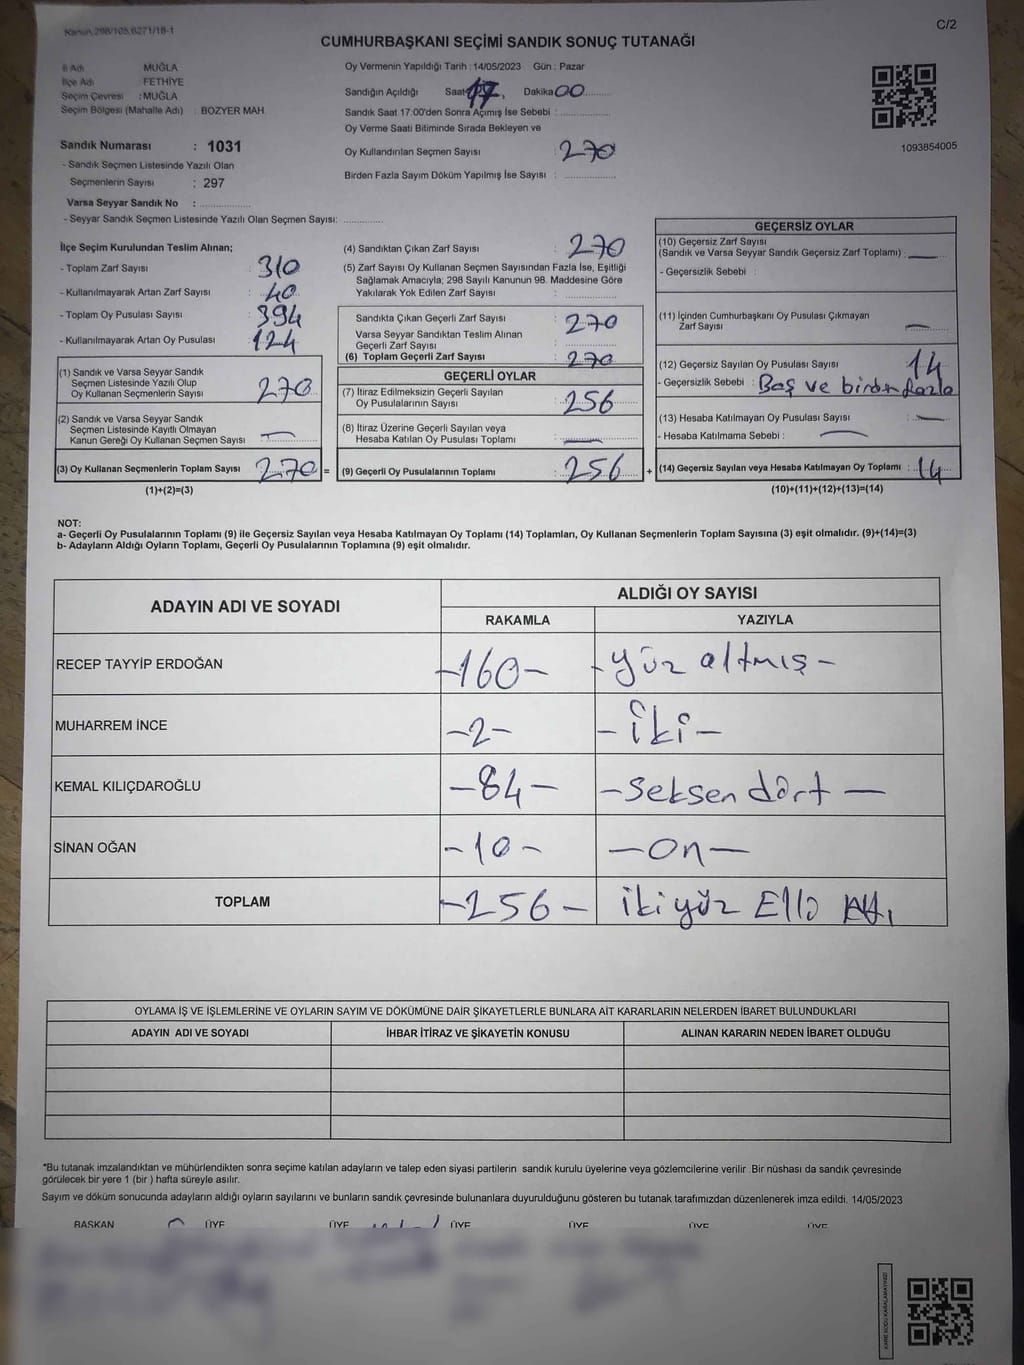 Kanun.298/105,6271/18-1
C/2
CUMHURBAŞKANI SEÇİMİ SANDIK SONUÇ TUTANAĞI
İl Adı MUĞLA
İlçe Adı FETHİYE
Seçim Çevresi : MUĞLA
Seçim Bölgesi (Mahalle Adı) : BOZYER MAH.
Oy Vermenin Yapıldığı Tarih : 14/05/2023 Gün : Pazar
Sandığın Açıldığı Saat 17 Dakika 00
Sandık Saat 17:00'den Sonra Açımış İse Sebebi :
Oy Verme Saati Bitiminde Sırada Bekleyen ve
Oy Kullandırılan Seçmen Sayısı : 270
Birden Fazla Sayım Döküm Yapılmış İse Sayısı :
1093854005
Sandık Numarası : 1031
- Sandık Seçmen Listesinde Yazılı Olan
Seçmenlerin Sayısı : 297
Varsa Seyyar Sandık No :
- Seyyar Sandık Seçmen Listesinde Yazılı Olan Seçmen Sayısı:
İlçe Seçim Kurulundan Teslim Alınan;
- Toplam Zarf Sayısı : 310
- Kullanılmayarak Artan Zarf Sayısı : 40
- Toplam Oy Pusulası Sayısı : 394
- Kullanılmayarak Artan Oy Pusulası : 124
(1) Sandık ve Varsa Seyyar Sandık
Seçmen Listesinde Yazılı Olup
Oy Kullanan Seçmenlerin Sayısı 270
(2) Sandık ve Varsa Seyyar Sandık
Seçmen Listesinde Kayıtlı Olmayan
Kanun Gereği Oy Kullanan Seçmen Sayısı : —
(3) Oy Kullanan Seçmenlerin Toplam Sayısı 270 =
(1)+(2)=(3)
(4) Sandıktan Çıkan Zarf Sayısı : 270
(5) Zarf Sayısı Oy Kullanan Seçmen Sayısından Fazla İse, Eşitliği
Sağlamak Amacıyla; 298 Sayılı Kanunun 98. Maddesine Göre
Yakılarak Yok Edilen Zarf Sayısı :
Sandıkta Çıkan Geçerli Zarf Sayısı : 270
Varsa Seyyar Sandıktan Teslim Alınan
Geçerli Zarf Sayısı :
(6) Toplam Geçerli Zarf Sayısı : 270
GEÇERLİ OYLAR
(7) İtiraz Edilmeksizin Geçerli Sayılan
Oy Pusulalarının Sayısı : 256
(8) İtiraz Üzerine Geçerli Sayılan veya
Hesaba Katılan Oy Pusulası Toplamı : —
(9) Geçerli Oy Pusulalarının Toplamı : 256 +
GEÇERSİZ OYLAR
(10) Geçersiz Zarf Sayısı
(Sandık ve Varsa Seyyar Sandık Geçersiz Zarf Toplamı) : —
- Geçersizlik Sebebi :
(11) İçinden Cumhurbaşkanı Oy Pusulası Çıkmayan
Zarf Sayısı : —
(12) Geçersiz Sayılan Oy Pusulası Sayısı : 14
- Geçersizlik Sebebi : Baş ve birden fazla
(13) Hesaba Katılmayan Oy Pusulası Sayısı : —
- Hesaba Katılmama Sebebi : —
(14) Geçersiz Sayılan veya Hesaba Katılmayan Oy Toplamı : 14
(10)+(11)+(12)+(13)=(14)
NOT:
a- Geçerli Oy Pusulalarının Toplamı (9) ile Geçersiz Sayılan veya Hesaba Katılmayan Oy Toplamı (14) Toplamları, Oy Kullanan Seçmenlerin Toplam Sayısına (3) eşit olmalıdır. (9)+(14)=(3)
b- Adayların Aldığı Oyların Toplamı, Geçerli Oy Pusulalarının Toplamına (9) eşit olmalıdır.
ADAYIN ADI VE SOYADI
ALDIĞI OY SAYISI
RAKAMLA YAZIYLA
RECEP TAYYİP ERDOĞAN -160- -Yüz altmış-
MUHARREM İNCE -2- -İki-
KEMAL KILIÇDAROĞLU -84- -Seksen dört-
SİNAN OĞAN -10- -On-
TOPLAM -256- ikiyüz Elli Altı
OYLAMA İŞ VE İŞLEMLERİNE VE OYLARIN SAYIM VE DÖKÜMÜNE DAİR ŞİKAYETLERLE BUNLARA AİT KARARLARIN NELERDEN İBARET BULUNDUKLARI
ADAYIN ADI VE SOYADI İHBAR İTİRAZ VE ŞİKAYETİN KONUSU ALINAN KARARIN NEDEN İBARET OLDUĞU
*Bu tutanak imzalandıktan ve mühürlendikten sonra seçime katılan adayların ve talep eden siyasi partilerin sandık kurulu üyelerine veya gözlemcilerine verilir .Bir nüshası da sandık çevresinde
görülecek bir yere 1 (bir ) hafta süreyle asılır.
Sayım ve döküm sonucunda adayların aldığı oyların sayılarını ve bunların sandık çevresinde bulunanlara duyurulduğunu gösteren bu tutanak tarafımızdan düzenlenerek imza edildi. 14/05/2023
BAŞKAN ÜYE ÜYE ÜYE ÜYE ÜYE ÜYE
KARE KODU KARALAMAYINIZ!